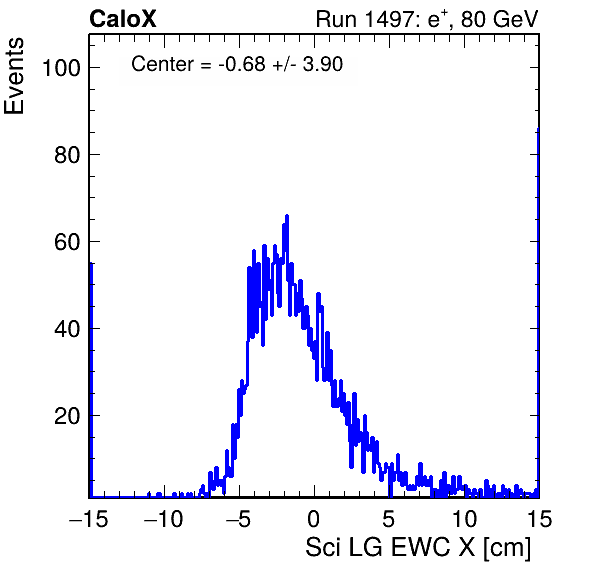 CaloX
Run 1497: e+, 80 GeV
Center = -0.68 +/- 3.90
Events
100
80
60
40
20
−15 −10 −5 0 5 10 15
Sci LG EWC X [cm]